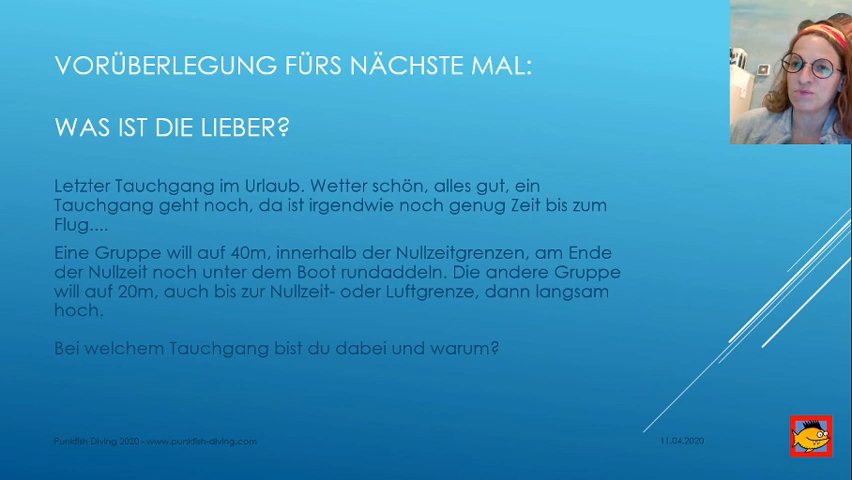 VORÜBERLEGUNG FÜRS NÄCHSTE MAL:
WAS IST DIE LIEBER?
Letzter Tauchgang im Urlaub. Wetter schön, alles gut, ein
Tauchgang geht noch, da ist irgendwie noch genug Zeit bis zum
Flug....
Eine Gruppe will auf 40m, innerhalb der Nullzeitgrenzen, am Ende
der Nullzeit noch unter dem Boot rundaddeln. Die andere Gruppe
will auf 20m, auch bis zur Nullzeit- oder Luftgrenze, dann langsam
hoch.
Bei welchem Tauchgang bist du dabei und warum?
Punkfish Diving 2020 - www.punkfish-diving.com
11.04.2020